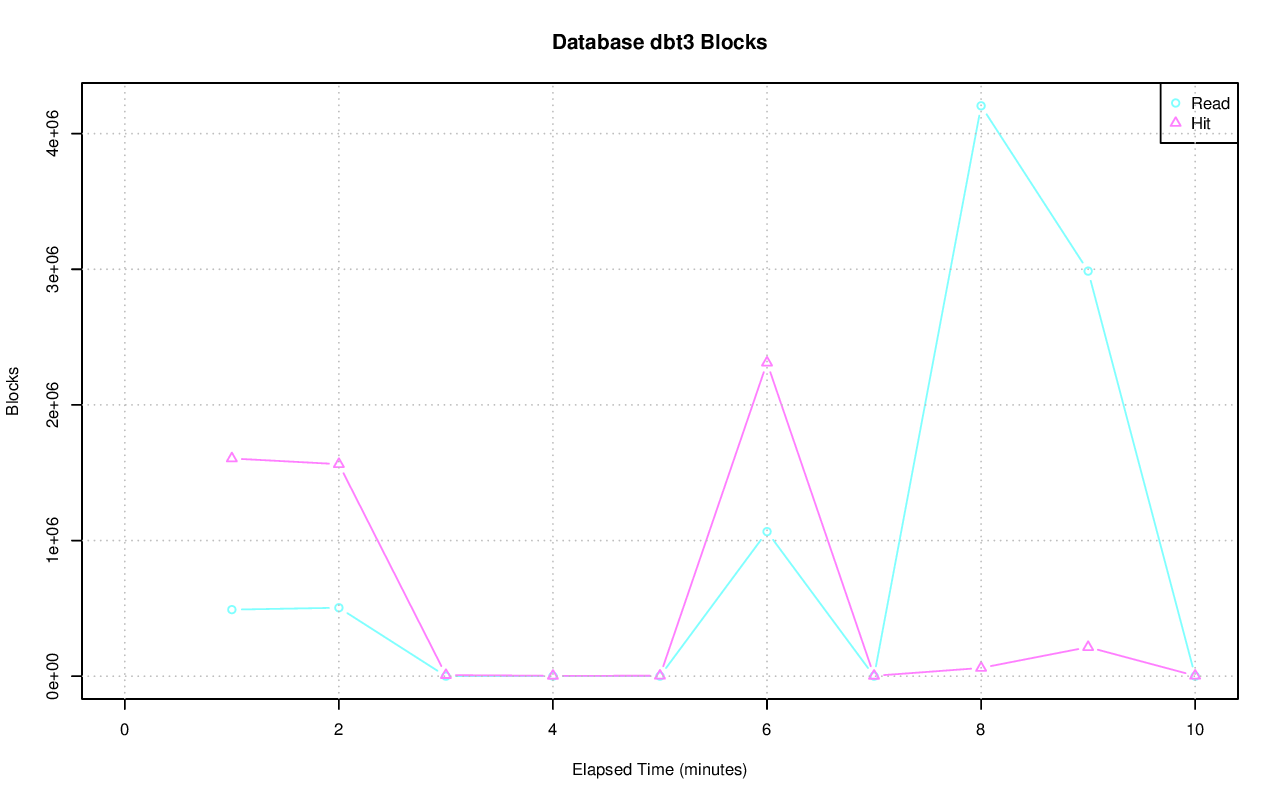 Database dbt3 Blocks
Read
Hit
Blocks
4e+06
3e+06
2e+06
1e+06
0e+00
0 2 4 6 8 10
Elapsed Time (minutes)